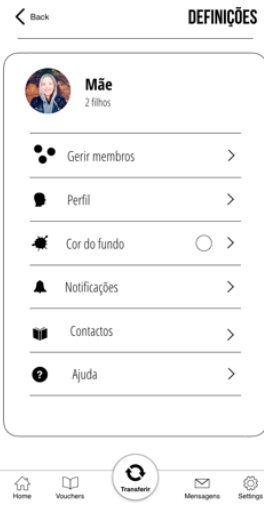 Back
DEFINIÇÕES
Mãe
2 filhos
Gerir membros
Perfil
Cor do fundo
Notificações
Contactos
Ajuda
Home Vouchers Transferir Mensagens Settings